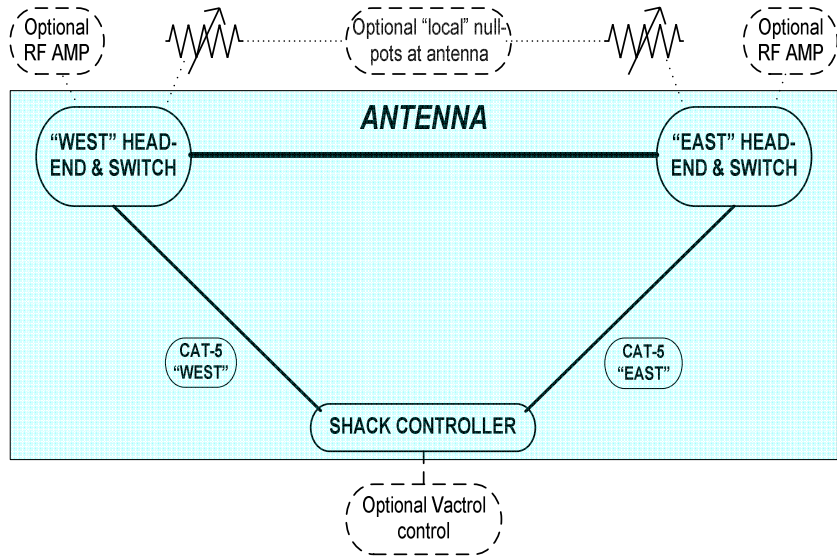 Optional
RF AMP
Optional “local” null-
pots at antenna
Optional
RF AMP
ANTENNA
“WEST” HEAD-
END & SWITCH
“EAST” HEAD-
END & SWITCH
CAT-5
“WEST”
CAT-5
“EAST”
SHACK CONTROLLER
Optional Vactrol
control